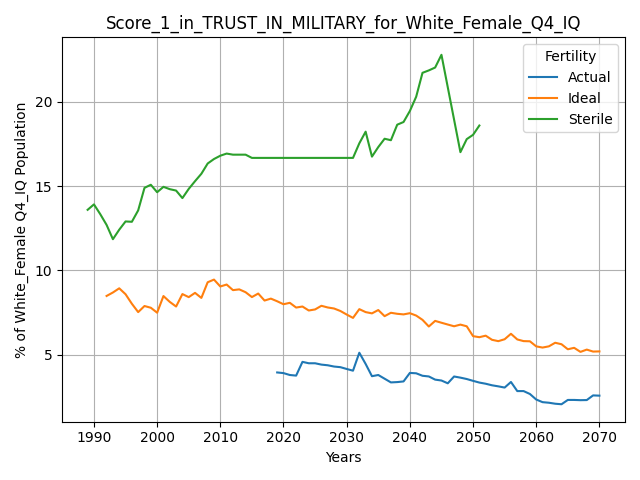 Score_1_in_TRUST_IN_MILITARY_for_White_Female_Q4_IQ
Fertility
Actual
Ideal
Sterile
% of White_Female Q4_IQ Population
20
15
10
5
1990 2000 2010 2020 2030 2040 2050 2060 2070
Years